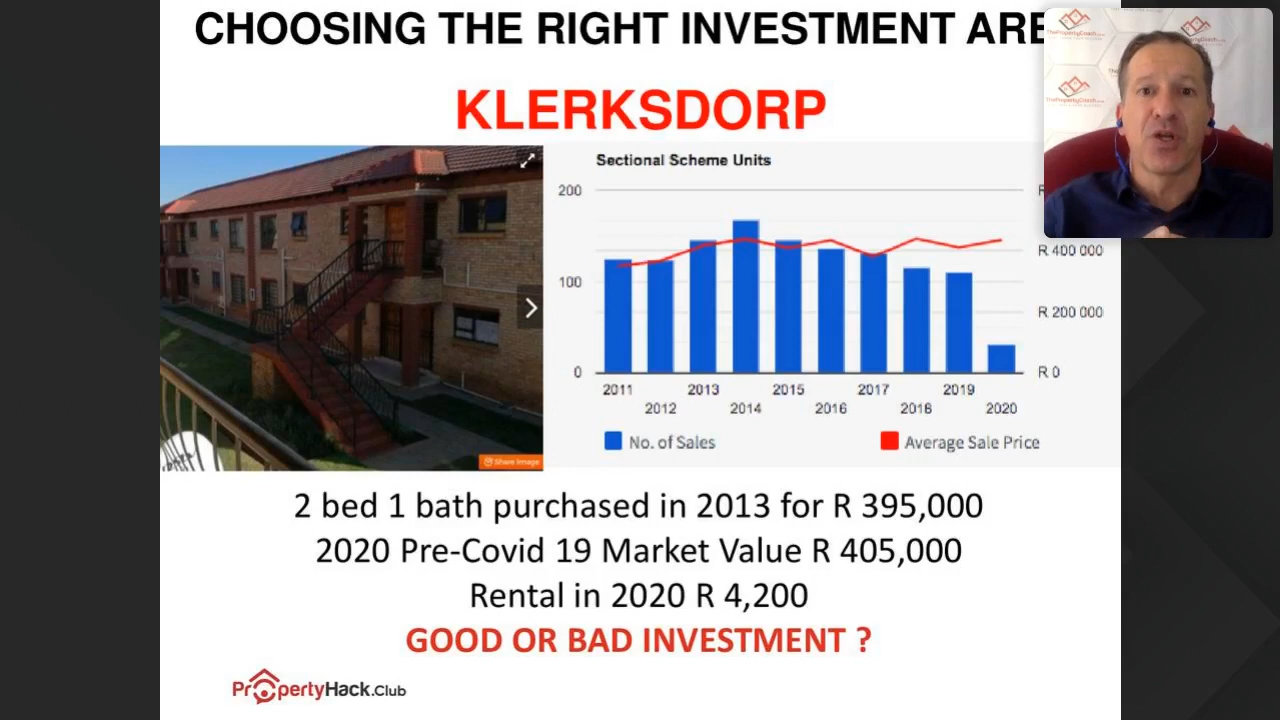 CHOOSING THE RIGHT INVESTMENT ARE
KLERKSDORP
Sectional Scheme Units
200
100
0
R
R 400 000
R 200 000
R 0
2011
2012
2013
2014
2015
2016
2017
2018
2019
2020
No. of Sales
Average Sale Price
Share Image
2 bed 1 bath purchased in 2013 for R 395,000
2020 Pre-Covid 19 Market Value R 405,000
Rental in 2020 R 4,200
GOOD OR BAD INVESTMENT ?
PropertyHack.Club